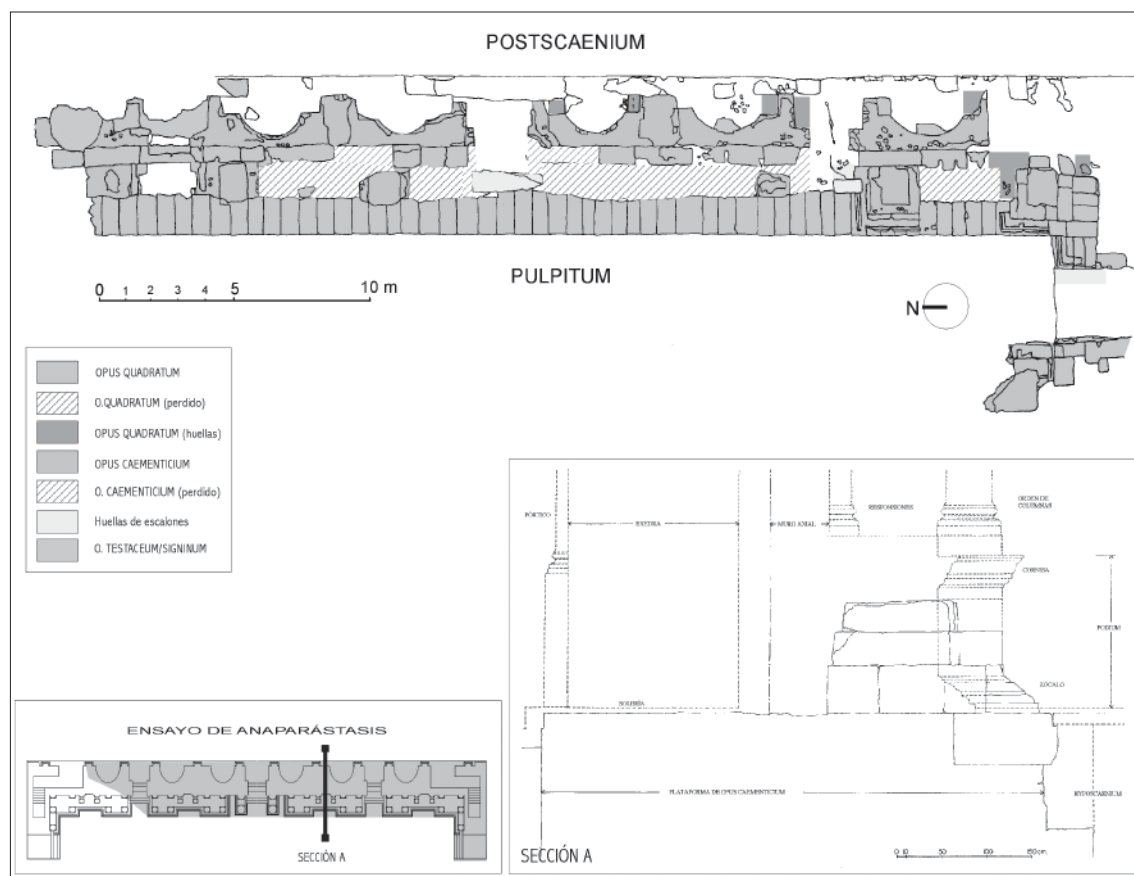 POSTSCAENIUM
PULPITUM
0 1 2 3 4 5 10 m
N
OPUS QUADRATUM
O.QUADRATUM (perdido)
OPUS QUADRATUM (huellas)
OPUS CAEMENTICIUM
O. CAEMENTICIUM (perdido)
Huellas de escalones
O. TESTACEUM/SIGNINUM
PÓRTICO
EXEDRA
MURO AXIAL
RESPONSIONES
ORDEN DE
COLUMNAS
CORNISA
PODIUM
ZÓCALO
SOLERÍA
PLATAFORMA DE OPUS CAEMENTICIUM
HYPOSCAENIUM
SECCIÓN A
0 10 50 100 150 cm.
ENSAYO DE ANAPARÁSTASIS
SECCIÓN A